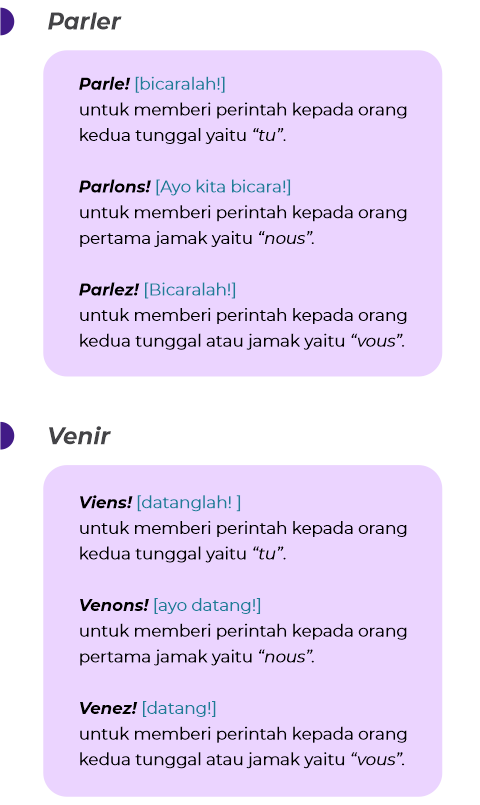 Parler
Parle! [bicaralah!]
untuk memberi perintah kepada orang
kedua tunggal yaitu “tu”.
Parlons! [Ayo kita bicara!]
untuk memberi perintah kepada orang
pertama jamak yaitu “nous”.
Parlez! [Bicaralah!]
untuk memberi perintah kepada orang
kedua tunggal atau jamak yaitu “vous”.
Venir
Viens! [datanglah! ]
untuk memberi perintah kepada orang
kedua tunggal yaitu “tu”.
Venons! [ayo datang!]
untuk memberi perintah kepada orang
pertama jamak yaitu “nous”.
Venez! [datang!]
untuk memberi perintah kepada orang
kedua tunggal atau jamak yaitu “vous”.